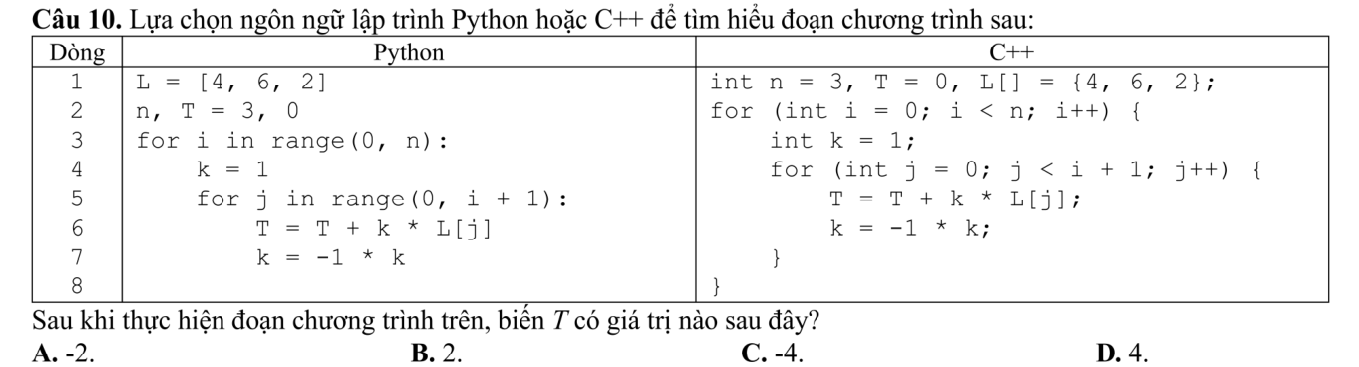 Câu 10. Lựa chọn ngôn ngữ lập trình Python hoặc C++ để tìm hiểu đoạn chương trình sau:
Dòng Python C++
1 L = [4, 6, 2] int n = 3, T = 0, L[] = {4, 6, 2};
2 n, T = 3, 0 for (int i = 0; i < n; i++) {
3 for i in range(0, n): int k = 1;
4 k = 1 for (int j = 0; j < i + 1; j++) {
5 for j in range(0, i + 1): T = T + k * L[j];
6 T = T + k * L[j] k = -1 * k;
7 k = -1 * k }
8 }
Sau khi thực hiện đoạn chương trình trên, biến T có giá trị nào sau đây?
A. -2. B. 2. C. -4. D. 4.